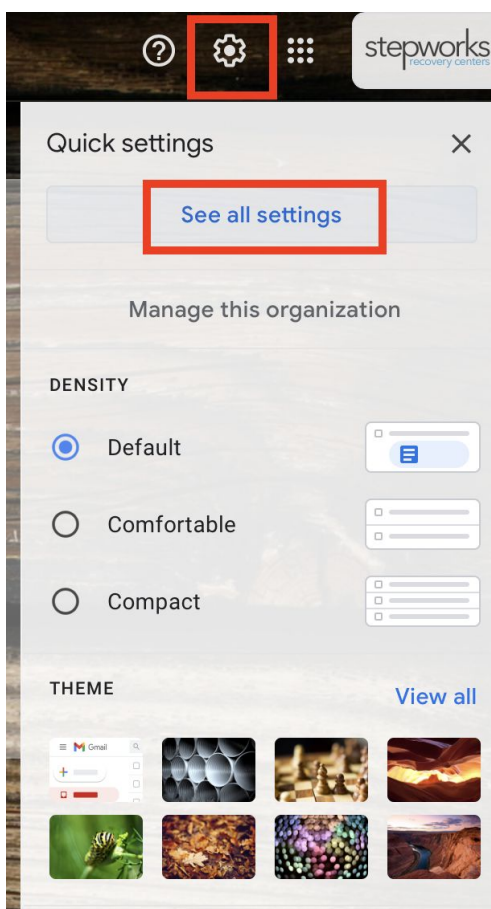 stepworks
recovery centers
Quick settings
See all settings
Manage this organization
DENSITY
Default
Comfortable
Compact
THEME
View all
Gmail